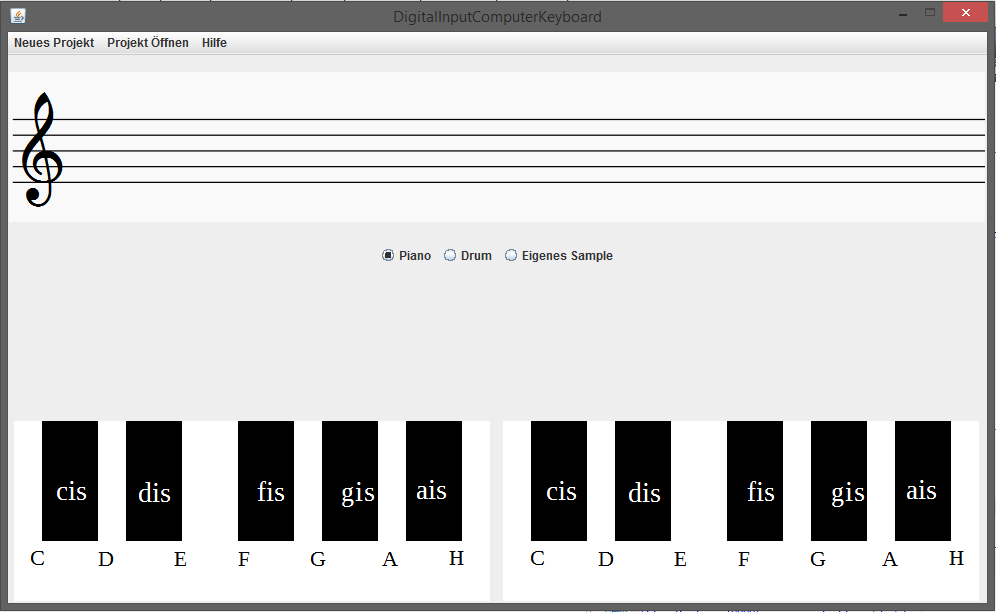 DigitalInputComputerKeyboard
Neues Projekt Projekt Öffnen Hilfe
Piano Drum Eigenes Sample
cis dis fis gis ais cis dis fis gis ais
C D E F G A H C D E F G A H